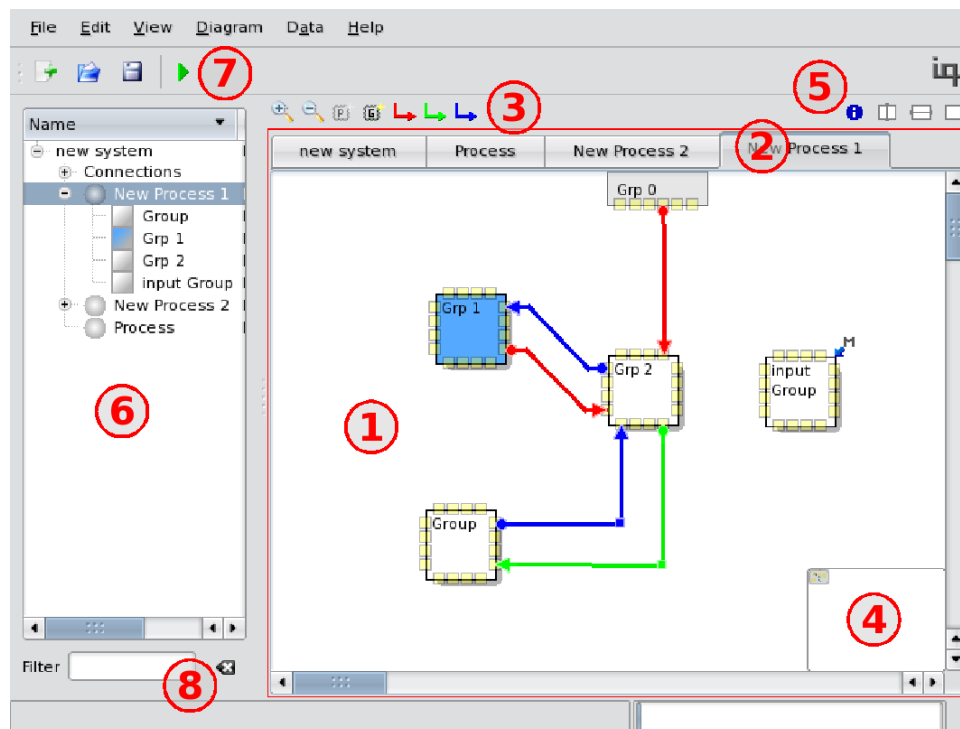 File Edit View Diagram Data Help
7
iq
5
3
P G
Name
new system
Connections
New Process 1
Group
Grp 1
Grp 2
input Group
New Process 2
Process
6
new system Process New Process 2 New Process 1
2
Grp 0
Grp 1
Grp 2
M
input
Group
1
Group
4
Filter
8